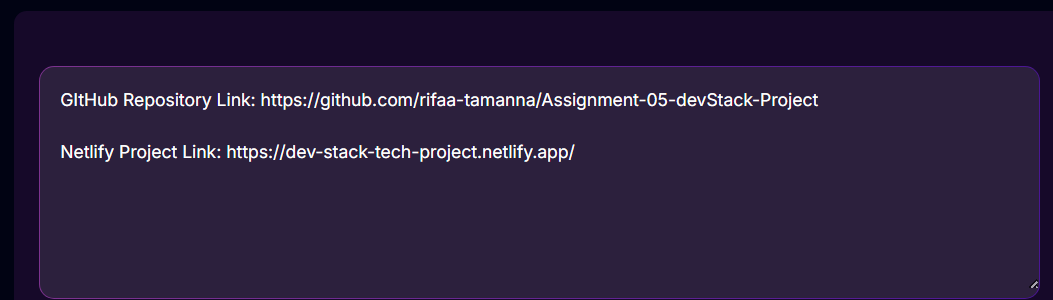 GItHub Repository Link: https://github.com/rifaa-tamanna/Assignment-05-devStack-Project
Netlify Project Link: https://dev-stack-tech-project.netlify.app/